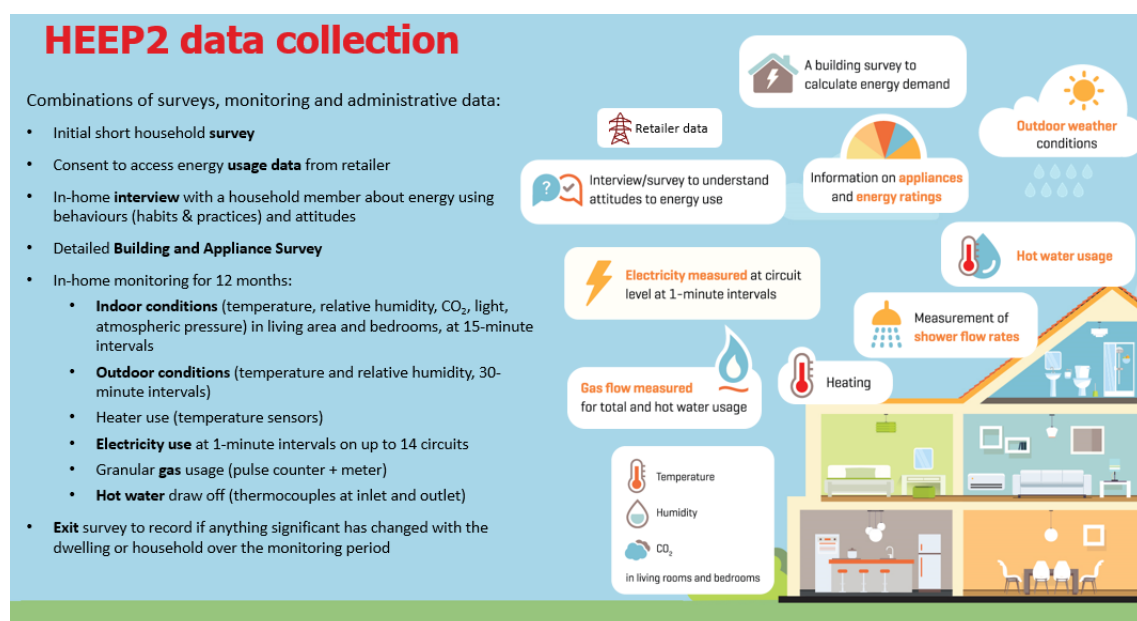 HEEP2 data collection
Combinations of surveys, monitoring and administrative data:
• Initial short household survey
• Consent to access energy usage data from retailer
• In-home interview with a household member about energy using
behaviours (habits & practices) and attitudes
• Detailed Building and Appliance Survey
• In-home monitoring for 12 months:
• Indoor conditions (temperature, relative humidity, CO₂, light,
atmospheric pressure) in living area and bedrooms, at 15-minute
intervals
• Outdoor conditions (temperature and relative humidity, 30-
minute intervals)
• Heater use (temperature sensors)
• Electricity use at 1-minute intervals on up to 14 circuits
• Granular gas usage (pulse counter + meter)
• Hot water draw off (thermocouples at inlet and outlet)
• Exit survey to record if anything significant has changed with the
dwelling or household over the monitoring period
A building survey to
calculate energy demand
Retailer data
Outdoor weather
conditions
Interview/survey to understand
attitudes to energy use
Information on appliances
and energy ratings
Hot water usage
Electricity measured at circuit
level at 1-minute intervals
Measurement of
shower flow rates
Gas flow measured
for total and hot water usage
Heating
Temperature
Humidity
CO₂
in living rooms and bedrooms